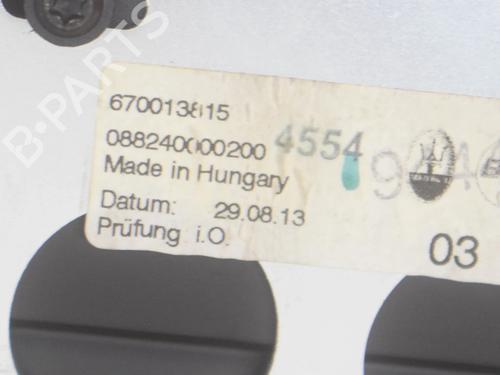 670013815
088240000200 4554
Made in Hungary
Datum: 29.08.13
Prüfung i.O.
03
B-PARTS